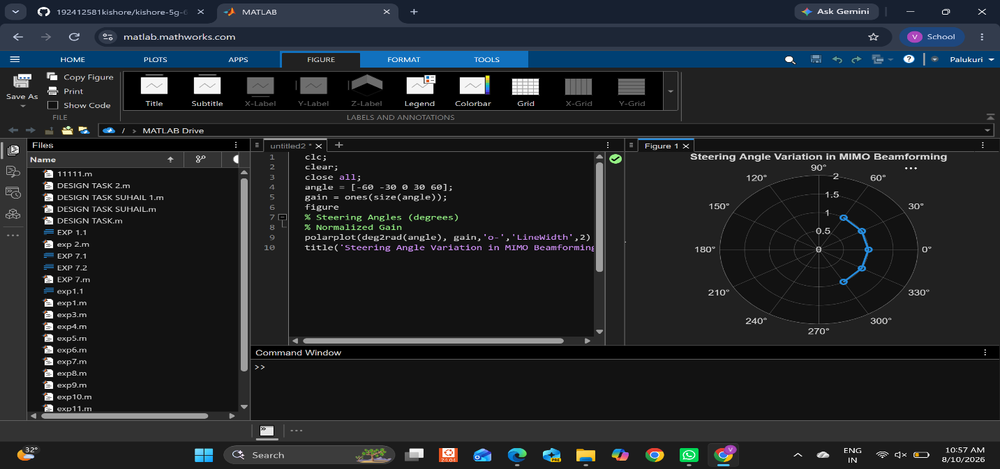 192412581kishore/kishore-5g-6
MATLAB
Ask Gemini
matlab.mathworks.com
V School
HOME PLOTS APPS FIGURE FORMAT TOOLS
Palukuri
Save As
Copy Figure
Print
Show Code
FILE
Title Subtitle X-Label Y-Label Z-Label Legend Colorbar Grid X-Grid Y-Grid
LABELS AND ANNOTATIONS
/ > MATLAB Drive
Files
Name
11111.m
DESIGN TASK 2.m
DESIGN TASK SUHAIL 1.m
DESIGN TASK SUHAIL.m
DESIGN TASK.m
EXP 1.1
exp 2.m
EXP 7.1
EXP 7.2
EXP 7.m
exp1.1
exp1.m
exp3.m
exp4.m
exp5.m
exp6.m
exp7.m
exp8.m
exp9.m
exp10.m
exp11.m
untitled2 *
1 clc;
2 clear;
3 close all;
4 angle = [-60 -30 0 30 60];
5 gain = ones(size(angle));
6 figure
7 % Steering Angles (degrees)
8 % Normalized Gain
9 polarplot(deg2rad(angle), gain,'o-','LineWidth',2)
10 title('Steering Angle Variation in MIMO Beamforming
Figure 1
Steering Angle Variation in MIMO Beamforming
90°
120° 2 60°
1.5
150° 1 30°
0.5
180° 0 0°
210° 330°
240° 300°
270°
Command Window
>>
32°
Search
24.04
PRE
V
ENG
IN
10:57 AM
8/10/2026